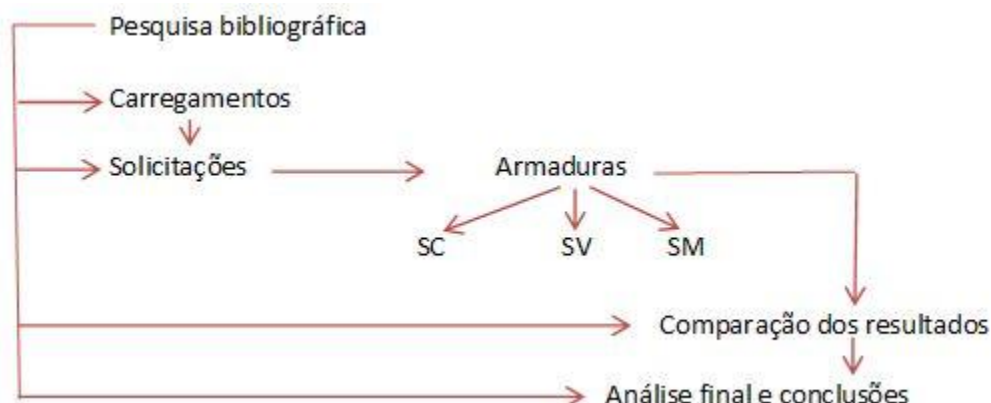 Pesquisa bibliográfica
Carregamentos
Solicitações
Armaduras
SC
SV
SM
Comparação dos resultados
Análise final e conclusões